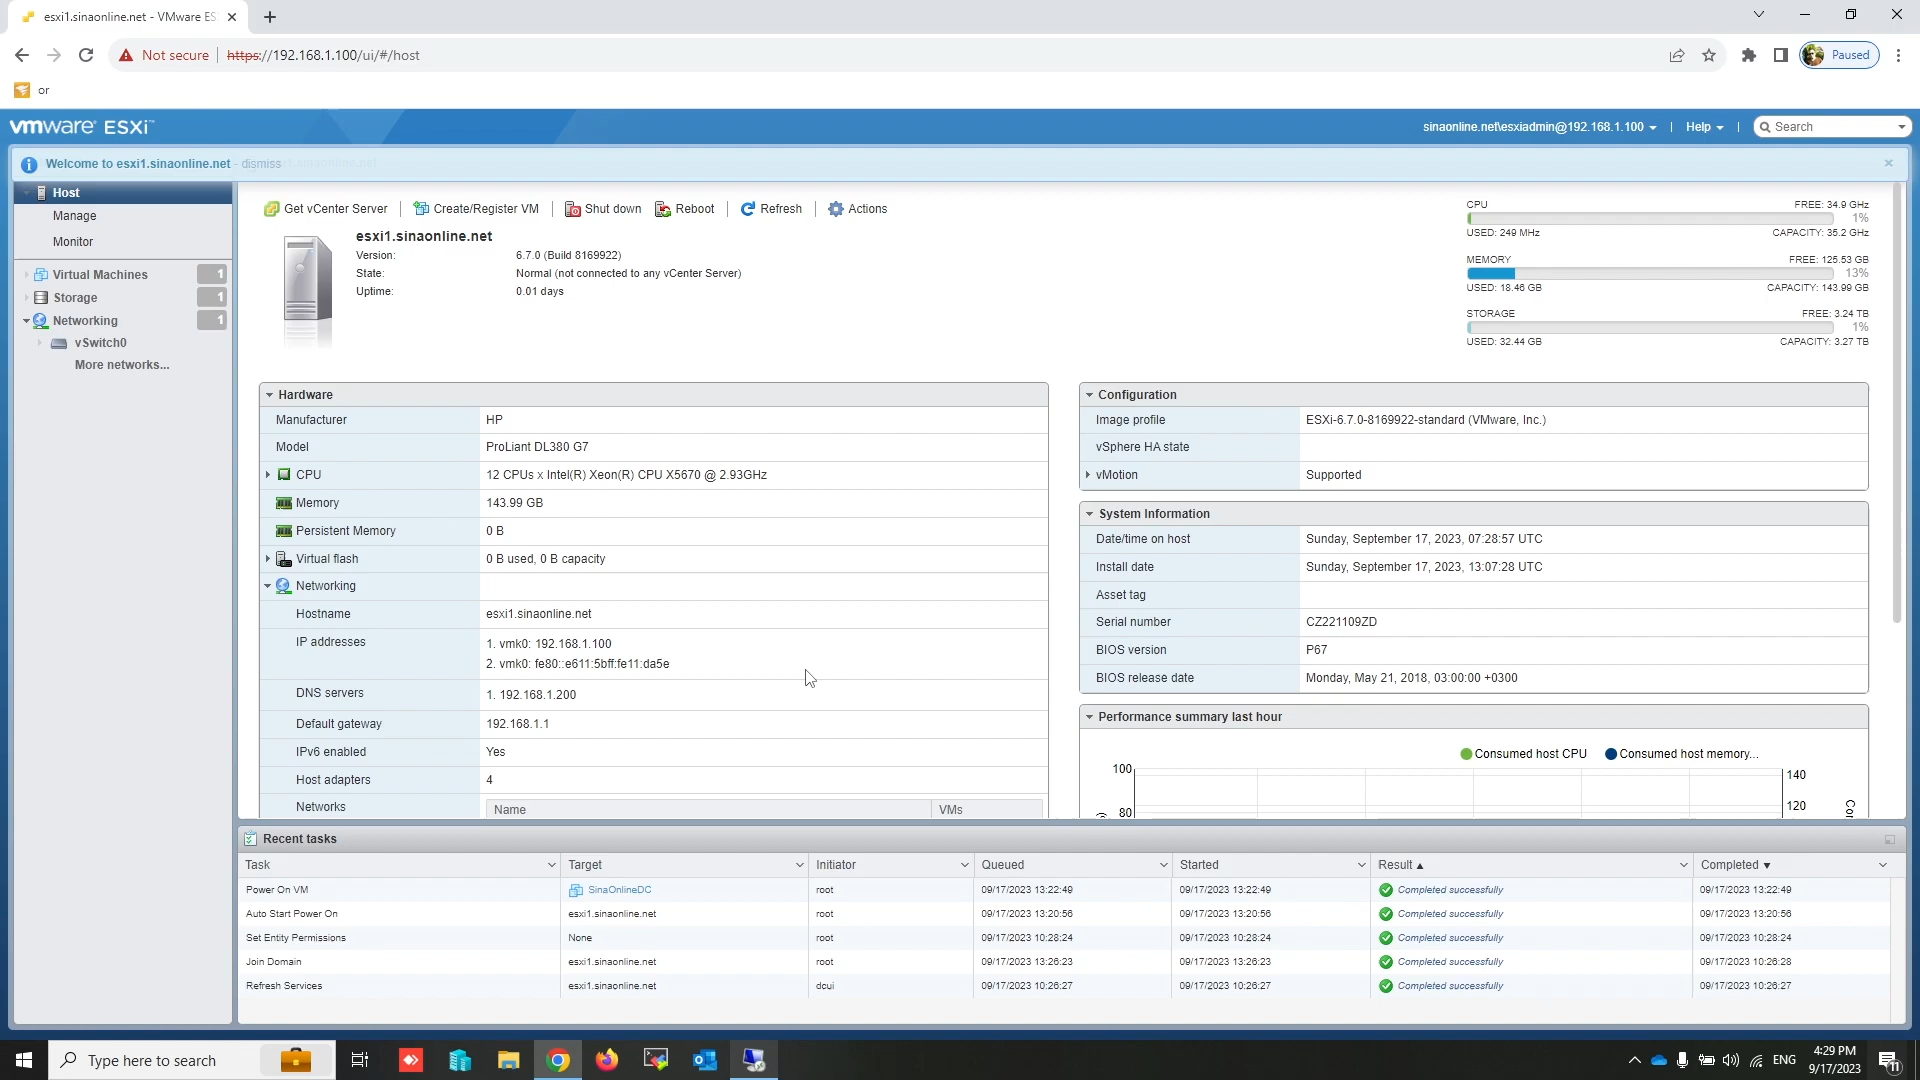 esxi1.sinaonline.net - VMware ES
Not secure
https://192.168.1.100/ui/#/host
Paused
or
vmware ESXi™
sinaonline.net\esxiadmin@192.168.1.100
Help
Search
Welcome to esxi1.sinaonline.net - dismiss
Host
Manage
Monitor
Virtual Machines 1
Storage 1
Networking 1
vSwitch0
More networks...
Get vCenter Server
Create/Register VM
Shut down
Reboot
Refresh
Actions
esxi1.sinaonline.net
Version: 6.7.0 (Build 8169922)
State: Normal (not connected to any vCenter Server)
Uptime: 0.01 days
CPU FREE: 34.9 GHz
1%
USED: 249 MHz CAPACITY: 35.2 GHz
MEMORY FREE: 125.53 GB
13%
USED: 18.46 GB CAPACITY: 143.99 GB
STORAGE FREE: 3.24 TB
1%
USED: 32.44 GB CAPACITY: 3.27 TB
Hardware
Manufacturer HP
Model ProLiant DL380 G7
CPU 12 CPUs x Intel(R) Xeon(R) CPU X5670 @ 2.93GHz
Memory 143.99 GB
Persistent Memory 0 B
Virtual flash 0 B used, 0 B capacity
Networking
Hostname esxi1.sinaonline.net
IP addresses 1. vmk0: 192.168.1.100
2. vmk0: fe80::e611:5bff:fe11:da5e
DNS servers 1. 192.168.1.200
Default gateway 192.168.1.1
IPv6 enabled Yes
Host adapters 4
Networks Name VMs
Configuration
Image profile ESXi-6.7.0-8169922-standard (VMware, Inc.)
vSphere HA state
vMotion Supported
System Information
Date/time on host Sunday, September 17, 2023, 07:28:57 UTC
Install date Sunday, September 17, 2023, 13:07:28 UTC
Asset tag
Serial number CZ221109ZD
BIOS version P67
BIOS release date Monday, May 21, 2018, 03:00:00 +0300
Performance summary last hour
Consumed host CPU Consumed host memory...
100 140
80 120
Recent tasks
Task Target Initiator Queued Started Result Completed
Power On VM SinaOnlineDC root 09/17/2023 13:22:49 09/17/2023 13:22:49 Completed successfully 09/17/2023 13:22:49
Auto Start Power On esxi1.sinaonline.net root 09/17/2023 13:20:56 09/17/2023 13:20:56 Completed successfully 09/17/2023 13:20:56
Set Entity Permissions None root 09/17/2023 10:28:24 09/17/2023 10:28:24 Completed successfully 09/17/2023 10:28:24
Join Domain esxi1.sinaonline.net root 09/17/2023 13:26:23 09/17/2023 13:26:23 Completed successfully 09/17/2023 10:26:28
Refresh Services esxi1.sinaonline.net dcui 09/17/2023 10:26:27 09/17/2023 10:26:27 Completed successfully 09/17/2023 10:26:27
Type here to search
ENG
4:29 PM
9/17/2023
11